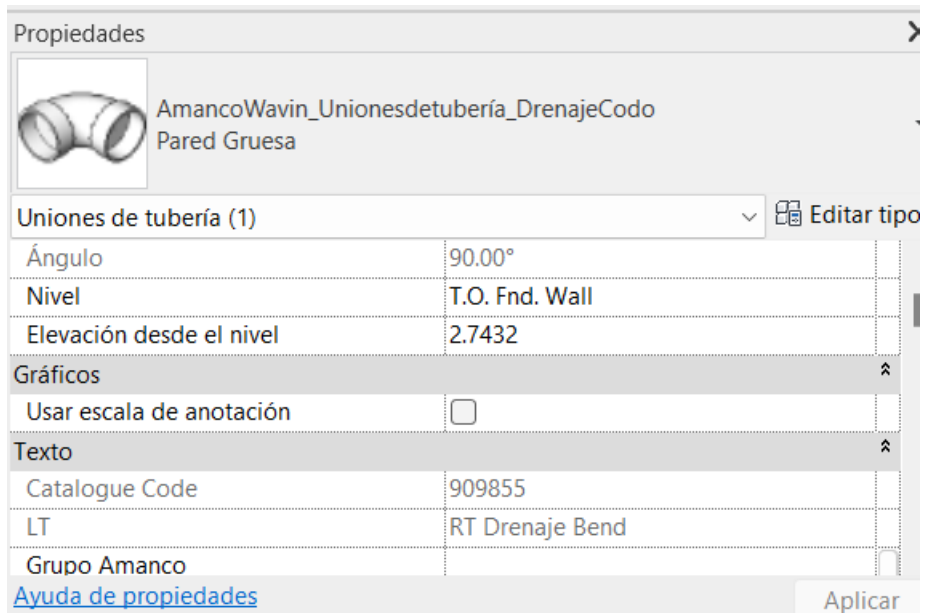 Propiedades
AmancoWavin_Unionesdetubería_DrenajeCodo
Pared Gruesa
Uniones de tubería (1)
Editar tipo
Ángulo 90.00°
Nivel T.O. Fnd. Wall
Elevación desde el nivel 2.7432
Gráficos
Usar escala de anotación
Texto
Catalogue Code 909855
LT RT Drenaje Bend
Grupo Amanco
Ayuda de propiedades
Aplicar